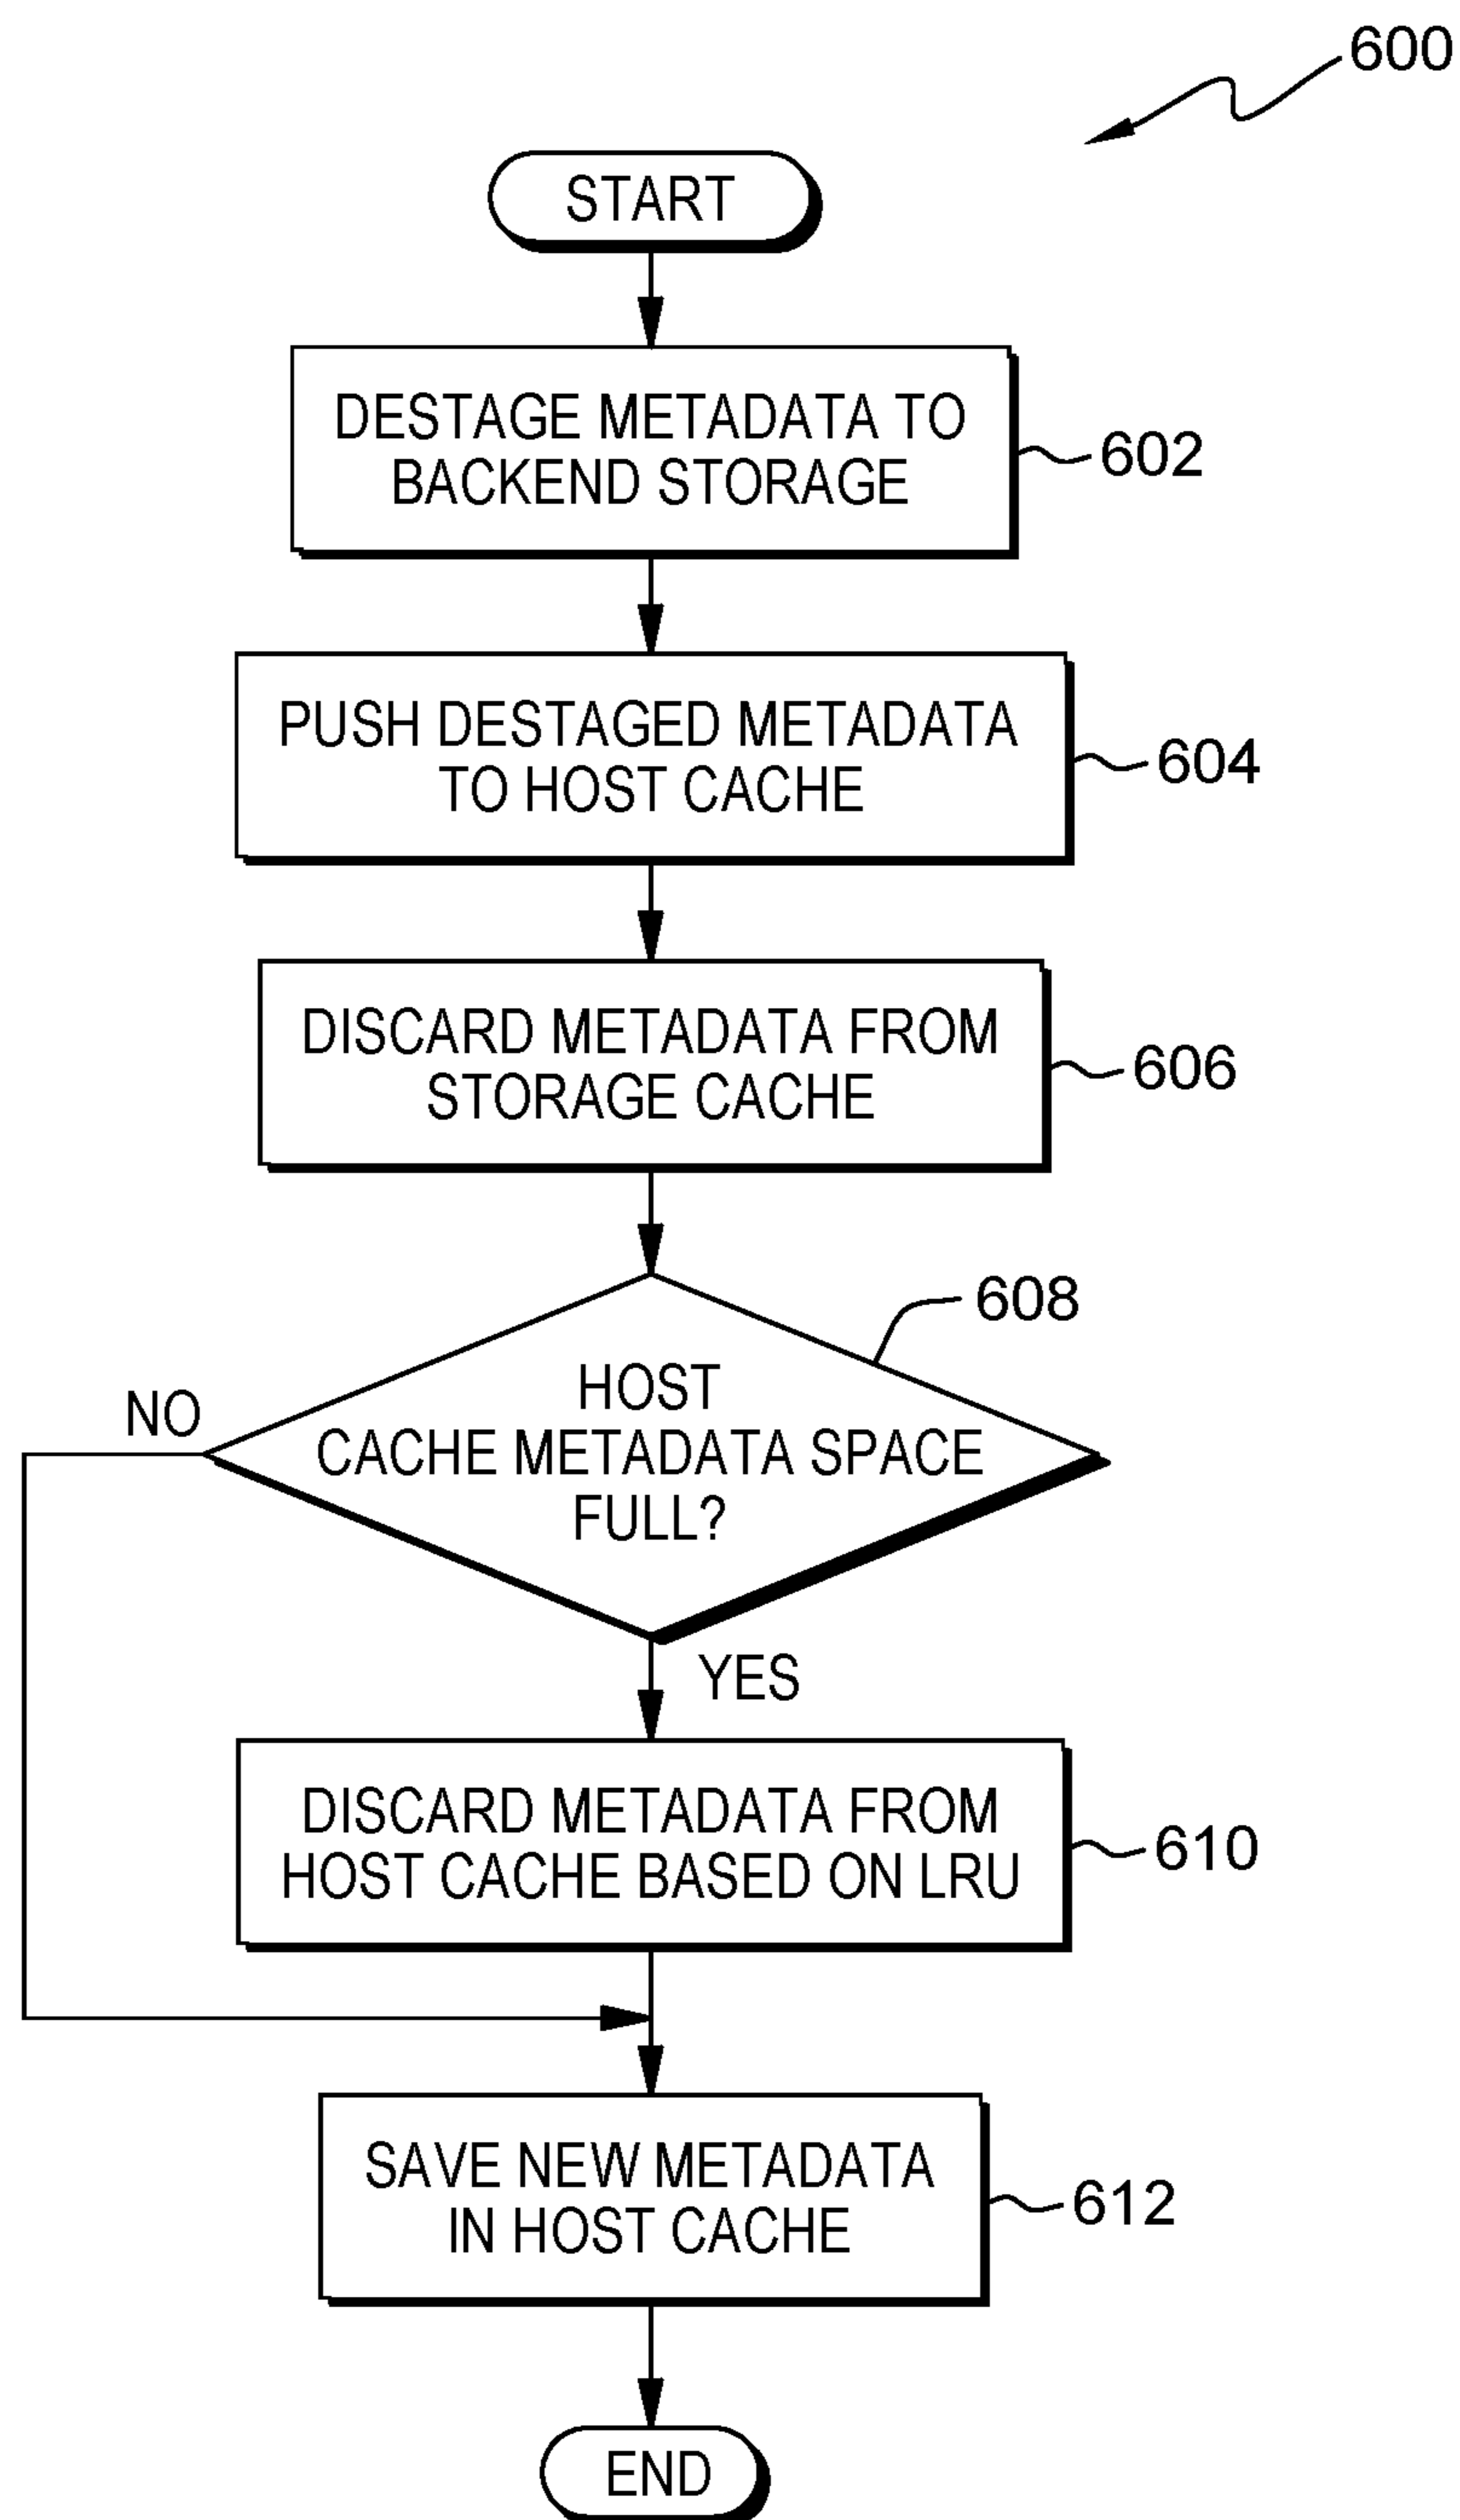 600
START
DESTAGE METADATA TO
BACKEND STORAGE
602
PUSH DESTAGED METADATA
TO HOST CACHE
604
DISCARD METADATA FROM
STORAGE CACHE
606
608
HOST
CACHE METADATA SPACE
FULL?
NO
YES
DISCARD METADATA FROM
HOST CACHE BASED ON LRU
610
SAVE NEW METADATA
IN HOST CACHE
612
END